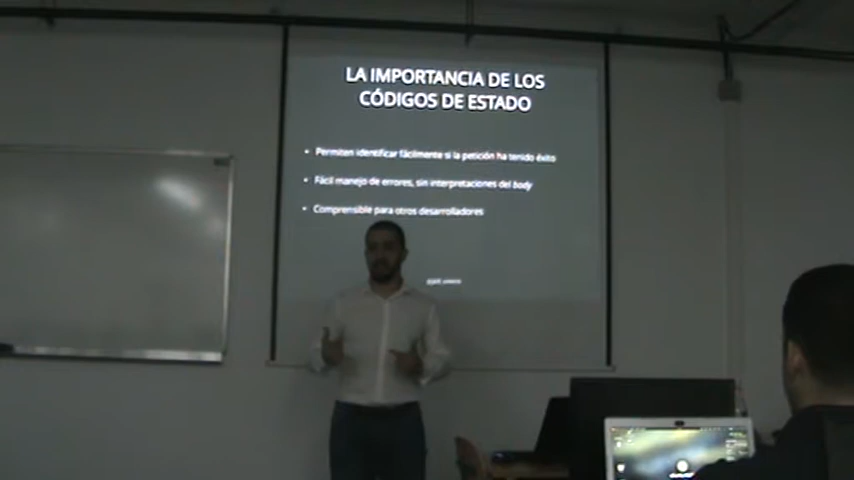 LA IMPORTANCIA DE LOS
CÓDIGOS DE ESTADO
• Permiten identificar fácilmente si la petición ha tenido éxito
• Fácil manejo de errores, sin interpretaciones del body
• Comprensible para otros desarrolladores